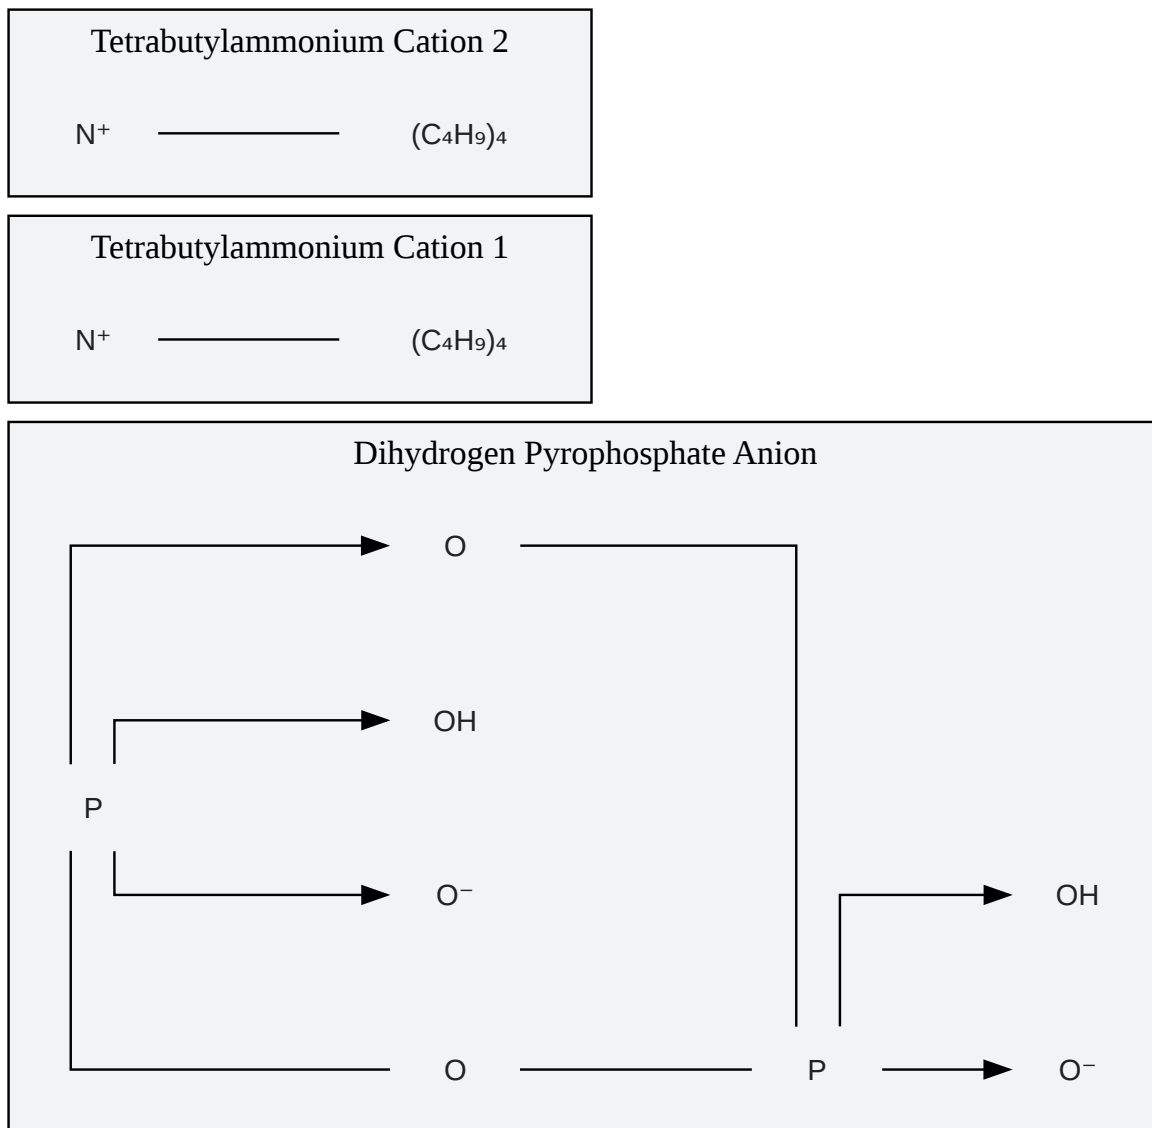 Tetrabutylammonium Cation 2
N⁺ (C₄H₉)₄
Tetrabutylammonium Cation 1
N⁺ (C₄H₉)₄
Dihydrogen Pyrophosphate Anion
O
OH
P
O⁻ OH
O P O⁻